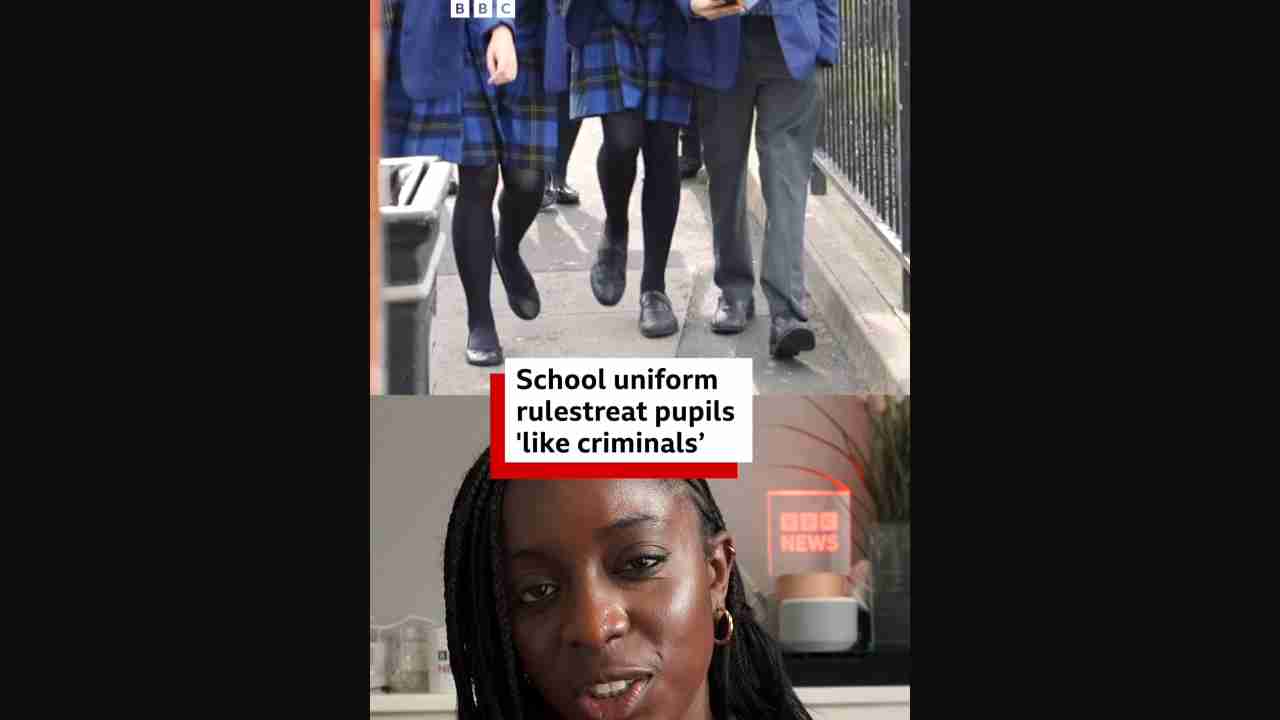 BBC
School uniform
rulestreat pupils
'like criminals’
BBC
NEWS